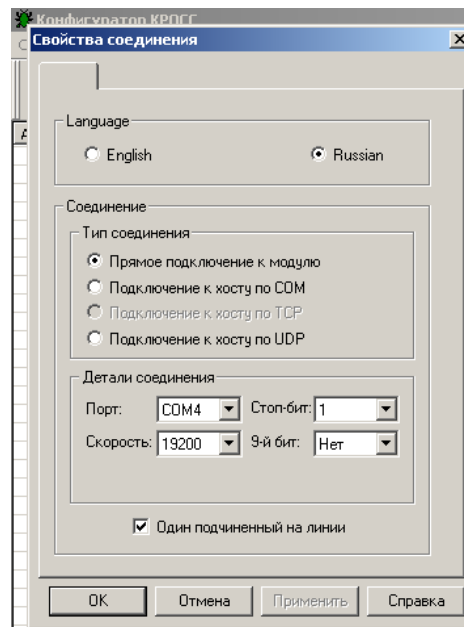 Конфигуратор КРОСС
Свойства соединения
Language
English Russian
Соединение
Тип соединения
Прямое подключение к модулю
Подключение к хосту по COM
Подключение к хосту по TCP
Подключение к хосту по UDP
Детали соединения
Порт: COM4 Стоп-бит: 1
Скорость: 19200 9-й бит: Нет
Один подчиненный на линии
OK Отмена Применить Справка